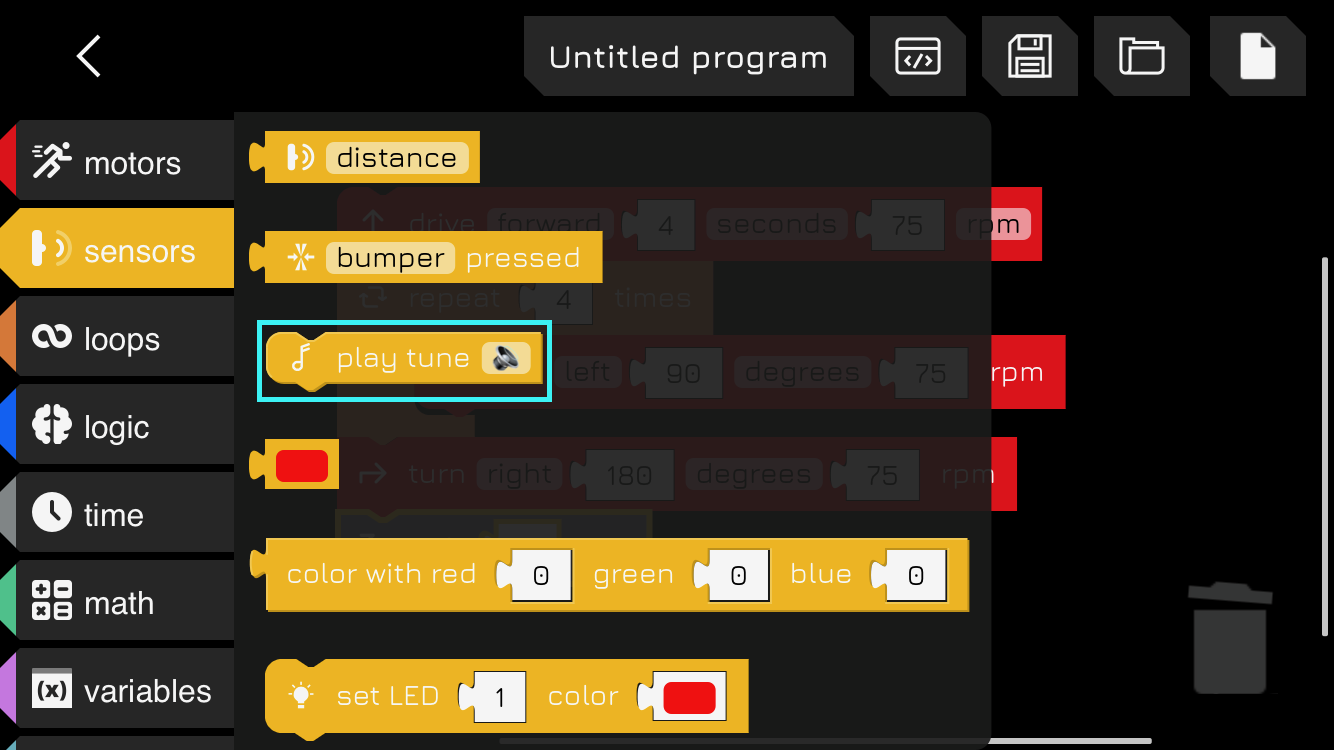 Untitled program
motors
sensors
loops
logic
time
math
(x) variables
distance
drive forward 4 seconds 75 rpm
bumper pressed
repeat 4 times
play tune
left 90 degrees 75 rpm
turn right 180 degrees 75 rpm
color with red 0 green 0 blue 0
set LED 1 color